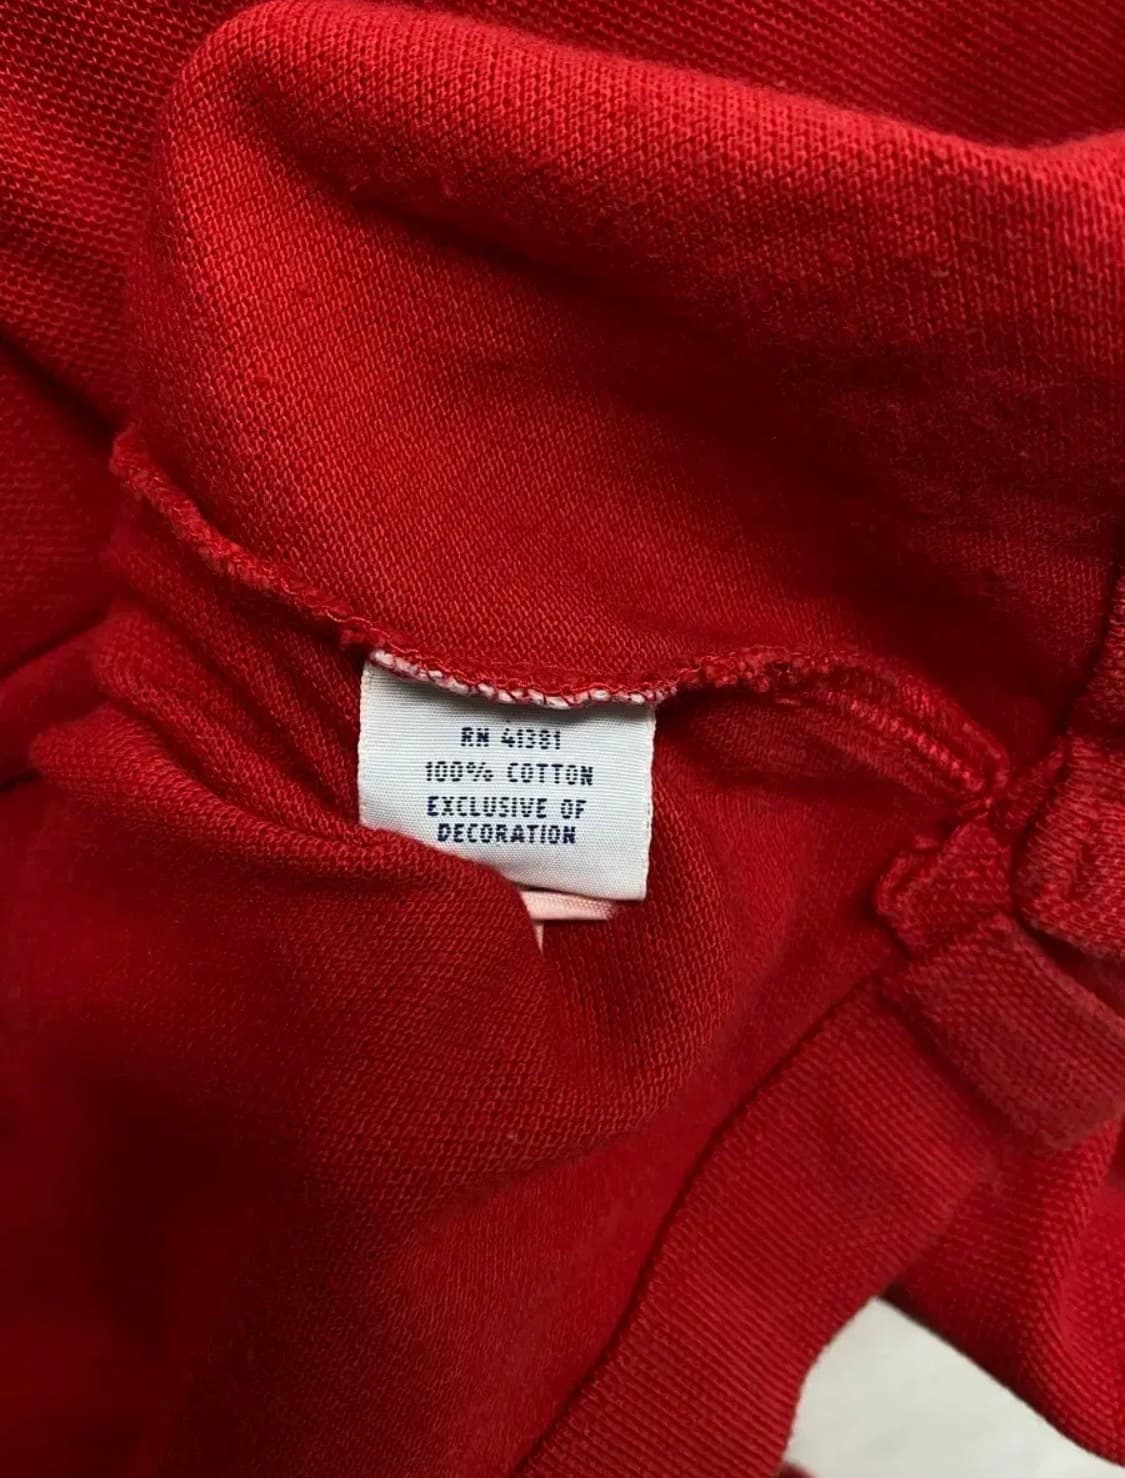 RN 41381
100% COTTON
EXCLUSIVE OF
DECORATION